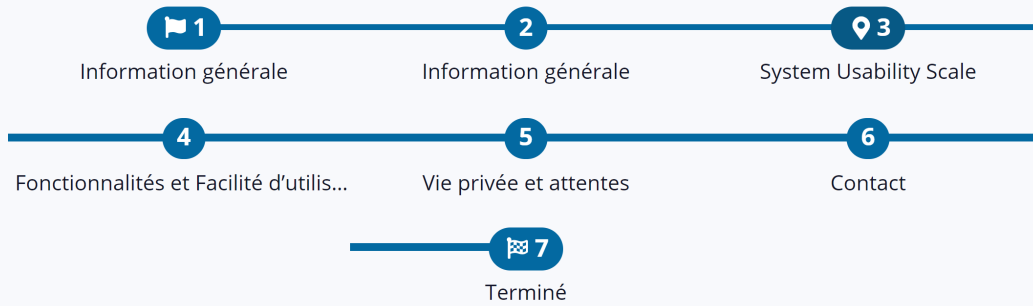 1 2 3
Information générale Information générale System Usability Scale
4 5 6
Fonctionnalités et Facilité d’utilis... Vie privée et attentes Contact
7
Terminé